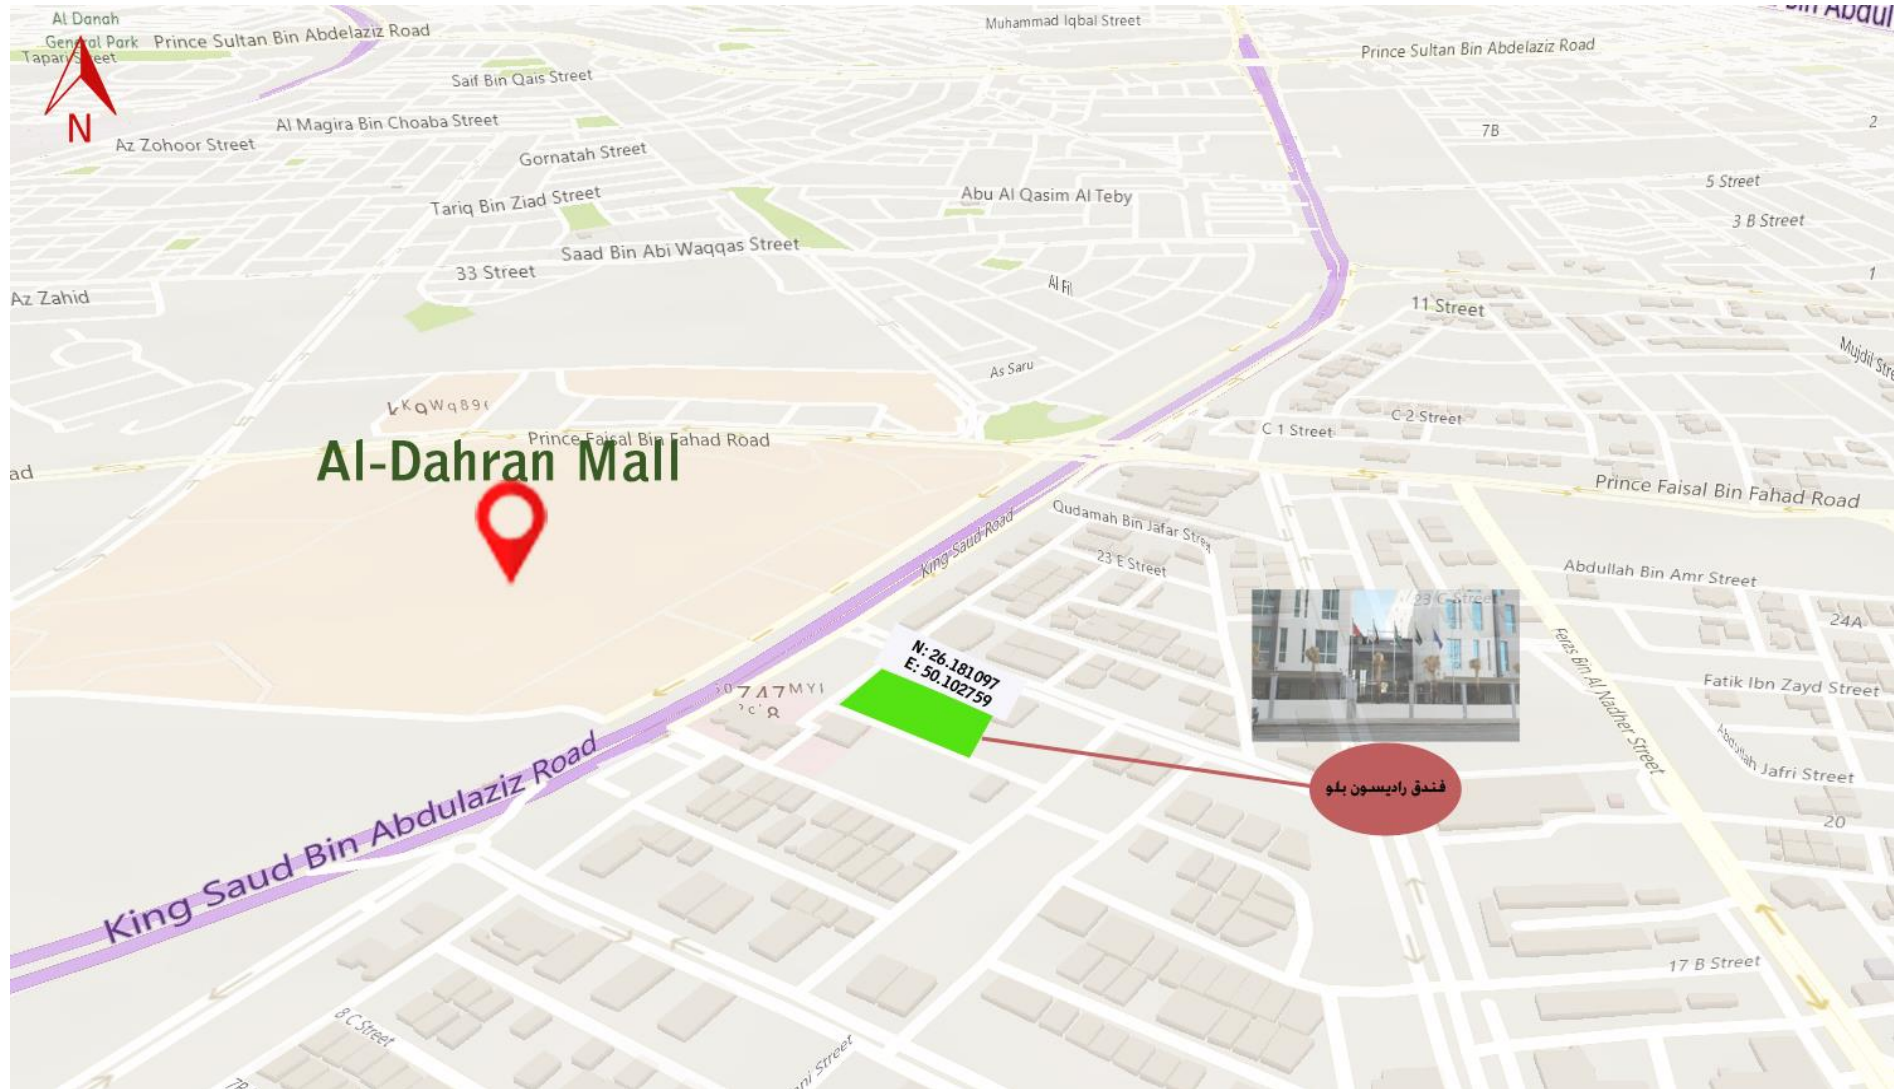 Al Danah
General Park
Prince Sultan Bin Abdelaziz Road
Muhammad Iqbal Street
Prince Sultan Bin Abdelaziz Road
N
Saif Bin Qais Street
Al Magira Bin Choaba Street
Az Zohoor Street
Gornatah Street
7B
2
Tariq Bin Ziad Street
Abu Al Qasim Al Teby
5 Street
3 B Street
Saad Bin Abi Waqqas Street
33 Street
1
Az Zahid
Al Fil
11 Street
As Saru
C 2 Street
C 1 Street
Prince Faisal Bin Fahad Road
Al-Dahran Mall
ad
Prince Faisal Bin Fahad Road
King Saud Road
Qudamah Bin Jafar Street
23 E Street
Abdullah Bin Amr Street
23 C Street
24A
N: 26.181097
E: 50.102759
Feras Bin Al Nadher Street
Fatik Ibn Zayd Street
Abdullah Jafri Street
King Saud Bin Abdulaziz Road
فندق راديسون بلو
20
17 B Street
8 C Street